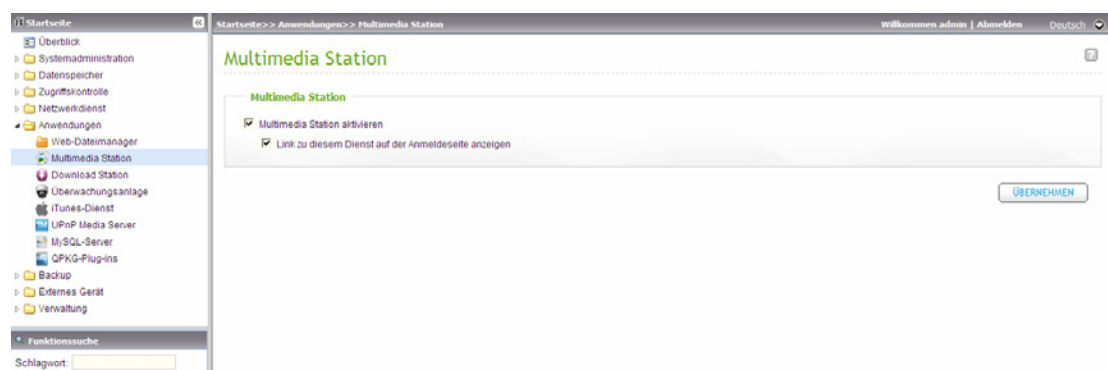 Startseite
Startseite>> Anwendungen>> Multimedia Station
Willkommen admin | Abmelden
Deutsch
Überblick
Systemadministration
Datenspeicher
Zugriffskontrolle
Netzwerkdienst
Anwendungen
Web-Dateimanager
Multimedia Station
Download Station
Überwachungsanlage
iTunes-Dienst
UPnP Media Server
MySQL-Server
QPKG-Plug-ins
Backup
Externes Gerät
Verwaltung
Funktionssuche
Schlagwort:
Multimedia Station
Multimedia Station
Multimedia Station aktivieren
Link zu diesem Dienst auf der Anmeldeseite anzeigen
ÜBERNEHMEN